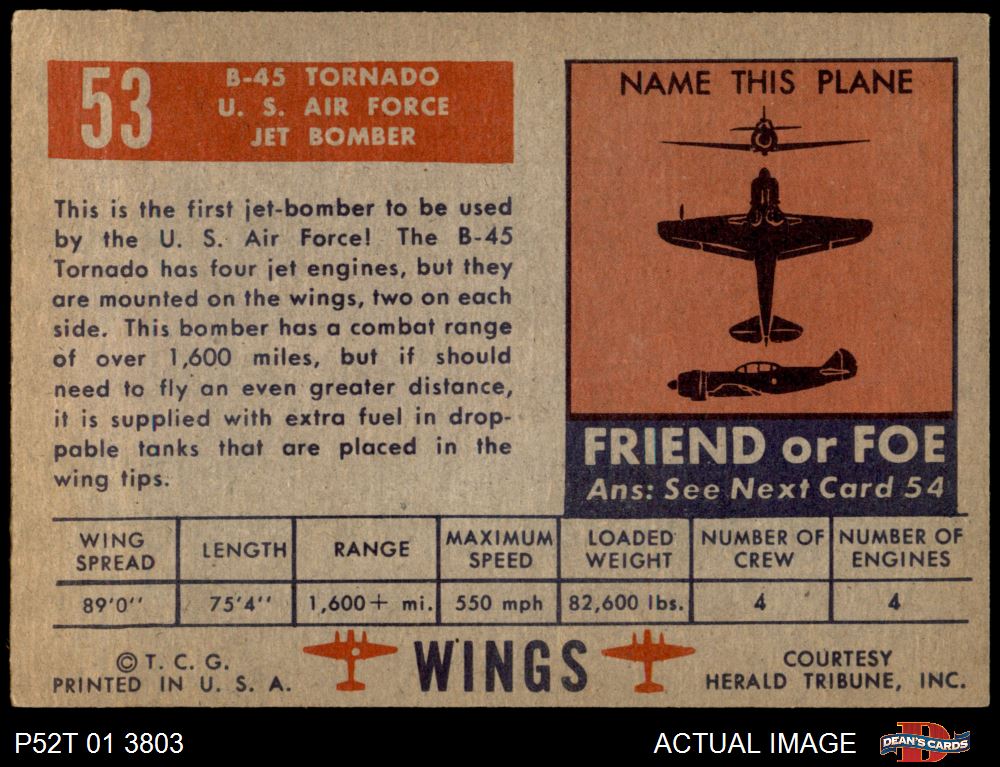 53
B-45 TORNADO
U. S. AIR FORCE
JET BOMBER
This is the first jet-bomber to be used
by the U. S. Air Force! The B-45
Tornado has four jet engines, but they
are mounted on the wings, two on each
side. This bomber has a combat range
of over 1,600 miles, but if should
need to fly an even greater distance,
it is supplied with extra fuel in drop-
pable tanks that are placed in the
wing tips.
NAME THIS PLANE
FRIEND or FOE
Ans: See Next Card 54
WING SPREAD LENGTH RANGE MAXIMUM SPEED LOADED WEIGHT NUMBER OF CREW NUMBER OF ENGINES
89'0'' 75'4'' 1,600+ mi. 550 mph 82,600 lbs. 4 4
© T. C. G.
PRINTED IN U. S. A.
WINGS
COURTESY
HERALD TRIBUNE, INC.
P52T 01 3803
ACTUAL IMAGE
D
DEAN'S CARDS